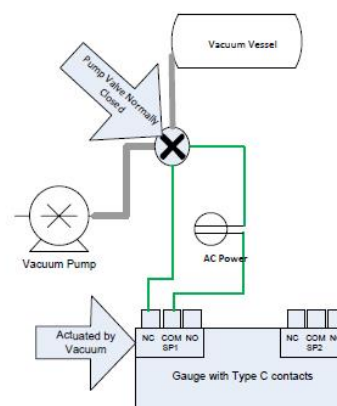 Vacuum Vessel
Pump Valve Normally
Closed
AC Power
Vacuum Pump
Actuated by
Vacuum
NC COM NO
SP1
NC COM NO
SP2
Gauge with Type C contacts